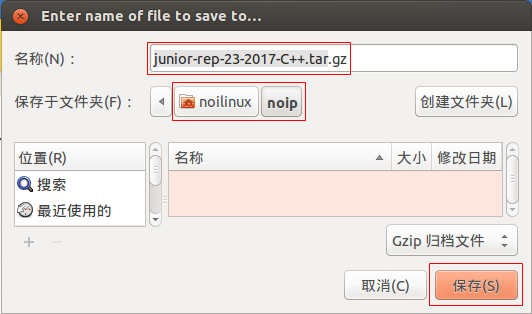 Enter name of file to save to...
名称(N)： junior-rep-23-2017-C++.tar.gz
保存于文件夹(F)： noilinux noip 创建文件夹(L)
位置(R) 名称 大小 修改日期
搜索
最近使用的
Gzip 归档文件
取消(C) 保存(S)